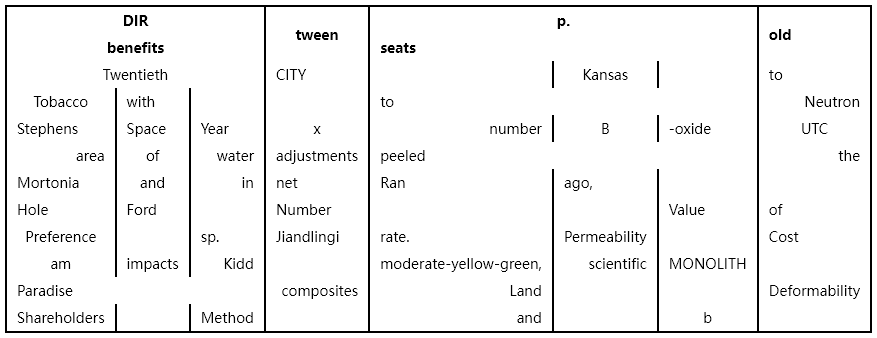 DIR tween p. old
benefits seats
Twentieth CITY Kansas to
Tobacco with to Neutron
Stephens Space Year x number B -oxide UTC
area of water adjustments peeled the
Mortonia and in net Ran ago,
Hole Ford Number Value of
Preference sp. Jiandlingi rate. Permeability Cost
am impacts Kidd moderate-yellow-green, scientific MONOLITH
Paradise composites Land Deformability
Shareholders Method and b